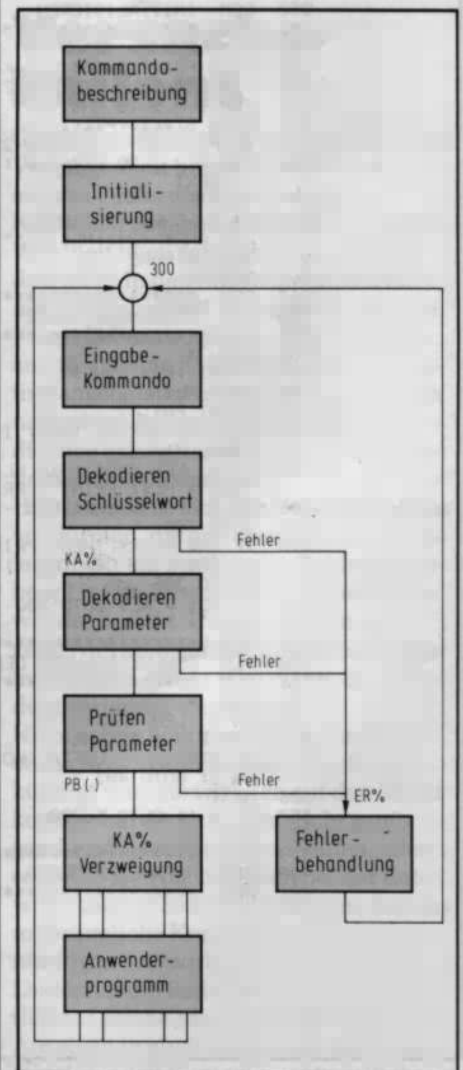 Kommando-
beschreibung
Initiali-
sierung
300
Eingabe-
Kommando
Dekodieren
Schlüsselwort
Fehler
KA%
Dekodieren
Parameter
Fehler
Prüfen
Parameter
Fehler
PB( )
ER%
KA%
Verzweigung
Fehler-
behandlung
Anwender-
programm